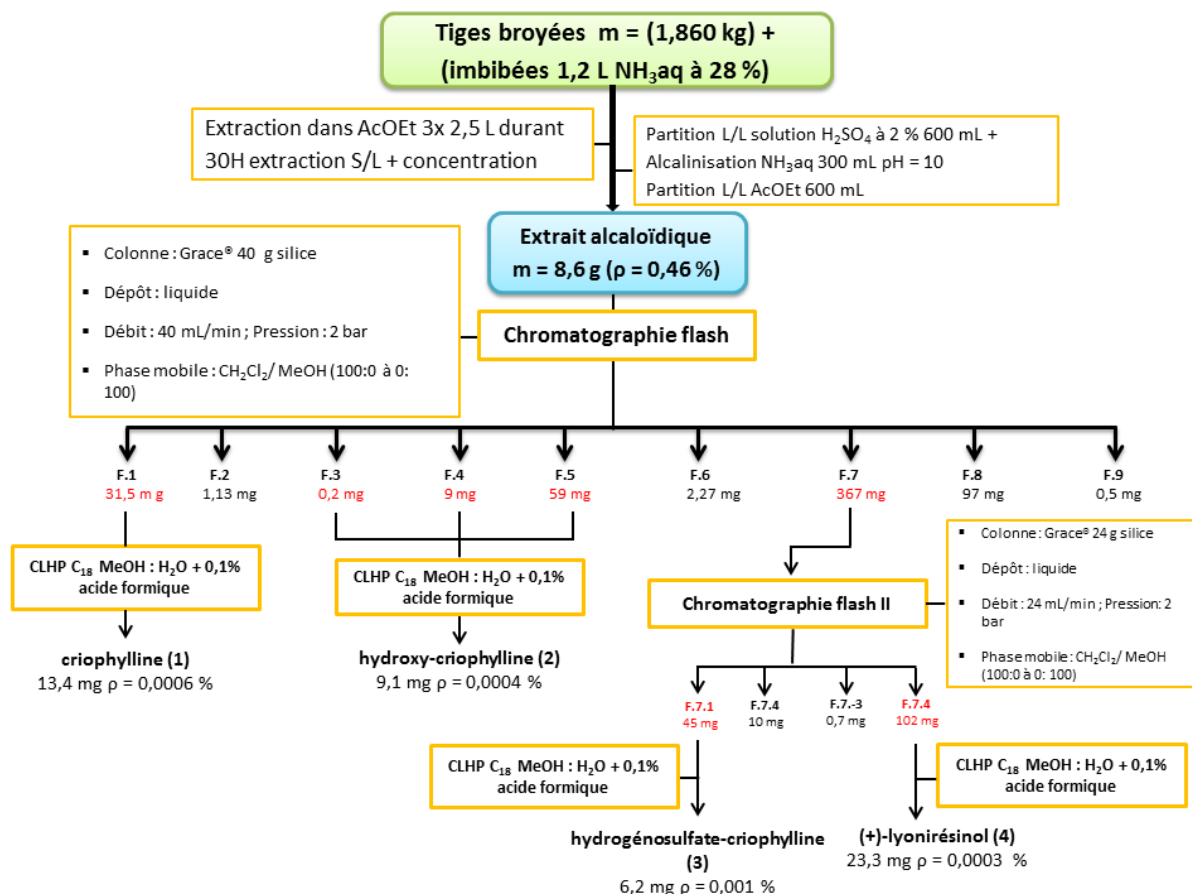 Tiges broyées m = (1,860 kg) +
(imbibées 1,2 L NH₃aq à 28 %)
Extraction dans AcOEt 3x 2,5 L durant
30H extraction S/L + concentration
Partition L/L solution H₂SO₄ à 2 % 600 mL +
Alcalinisation NH₃aq 300 mL pH = 10
Partition L/L AcOEt 600 mL
Extrait alcaloïdique
m = 8,6 g (ρ = 0,46 %)
▪ Colonne : Grace® 40 g silice
▪ Dépôt : liquide
▪ Débit : 40 mL/min ; Pression : 2 bar
▪ Phase mobile : CH₂Cl₂/ MeOH (100:0 à 0:
100)
Chromatographie flash
F.1
31,5 m g
F.2
1,13 mg
F.3
0,2 mg
F.4
9 mg
F.5
59 mg
F.6
2,27 mg
F.7
367 mg
F.8
97 mg
F.9
0,5 mg
CLHP C₁₈ MeOH : H₂O + 0,1%
acide formique
criophylline (1)
13,4 mg ρ = 0,0006 %
CLHP C₁₈ MeOH : H₂O + 0,1%
acide formique
hydroxy-criophylline (2)
9,1 mg ρ = 0,0004 %
Chromatographie flash II
▪ Colonne : Grace® 24 g silice
▪ Dépôt : liquide
▪ Débit : 24 mL/min ; Pression: 2
bar
▪ Phase mobile : CH₂Cl₂/ MeOH
(100:0 à 0: 100)
F.7.1
45 mg
F.7.4
10 mg
F.7.-3
0,7 mg
F.7.4
102 mg
CLHP C₁₈ MeOH : H₂O + 0,1%
acide formique
hydrogénosulfate-criophylline
(3)
6,2 mg ρ = 0,001 %
CLHP C₁₈ MeOH : H₂O + 0,1%
acide formique
(+)-lyonirésinol (4)
23,3 mg ρ = 0,0003 %